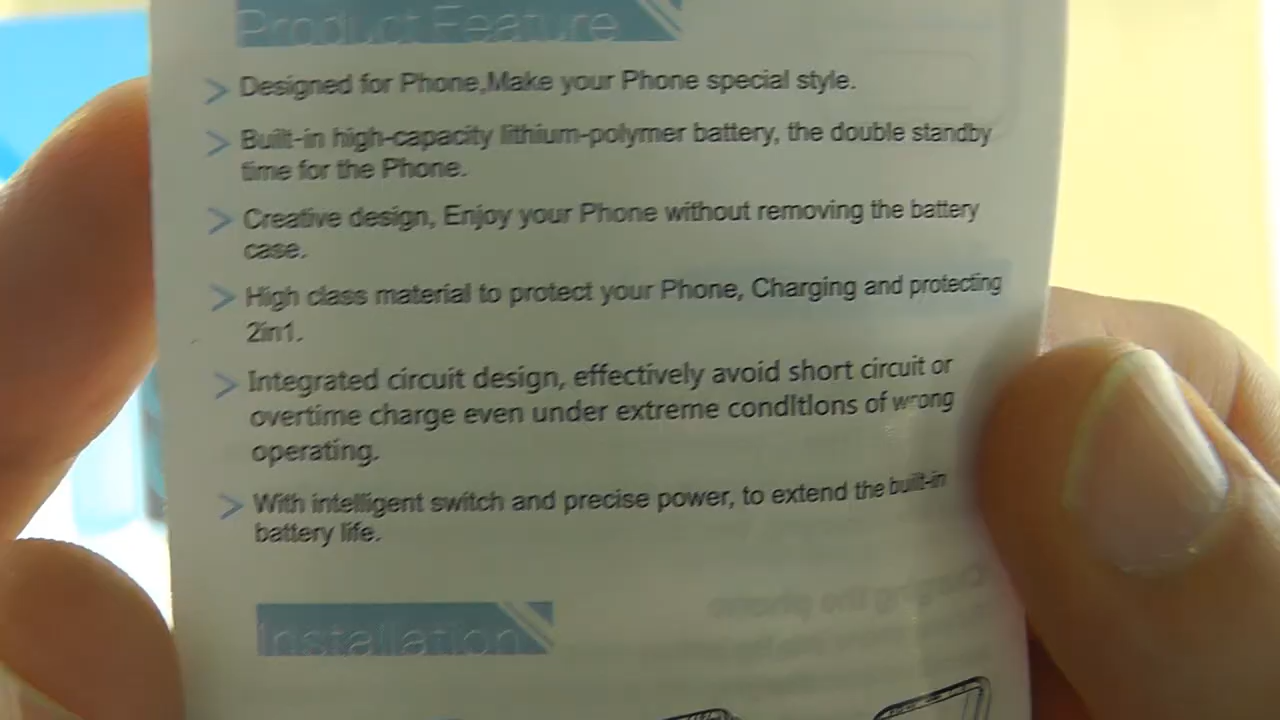 Product Feature
Designed for Phone,Make your Phone special style.
Built-in high-capacity lithium-polymer battery, the double standby
time for the Phone.
Creative design, Enjoy your Phone without removing the battery
case.
High class material to protect your Phone, Charging and protecting
2in1.
Integrated circuit design, effectively avoid short circuit or
overtime charge even under extreme conditions of wrong
operating.
With intelligent switch and precise power, to extend the built-in
battery life.
Installation